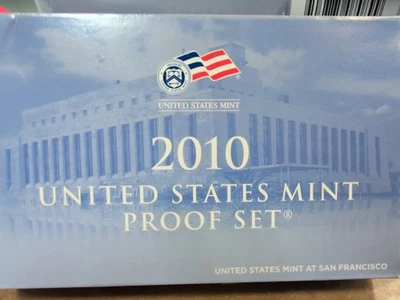 UNITED STATES MINT
2010
UNITED STATES MINT
PROOF SET®
UNITED STATES MINT AT SAN FRANCISCO